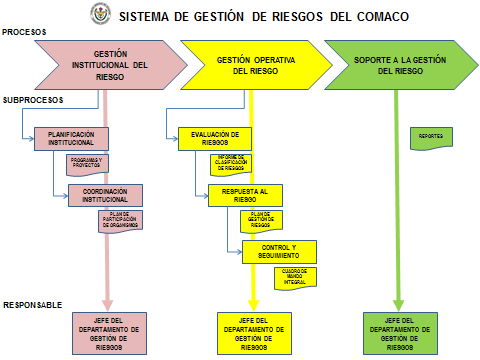 SISTEMA DE GESTIÓN DE RIESGOS DEL COMACO
PROCESOS
GESTIÓN
INSTITUCIONAL DEL
RIESGO
GESTIÓN OPERATIVA
DEL RIESGO
SOPORTE A LA GESTIÓN
DEL RIESGO
SUBPROCESOS
PLANIFICACIÓN
INSTITUCIONAL
PROGRAMAS Y
PROYECTOS
COORDINACIÓN
INSTITUCIONAL
PLAN DE
PARTICIPACIÓN
DE ORGANISMOS
EVALUACIÓN DE
RIESGOS
INFORME DE
CLASIFICACIÓN
DE RIESGOS
RESPUESTA AL
RIESGO
PLAN DE
GESTIÓN DE
RIESGOS
CONTROL Y
SEGUIMIENTO
CUADRO DE
MANDO
INTEGRAL
REPORTES
RESPONSABLE
JEFE DEL
DEPARTAMENTO DE
GESTIÓN DE
RIESGOS
JEFE DEL
DEPARTAMENTO DE
GESTIÓN DE
RIESGOS
JEFE DEL
DEPARTAMENTO DE
GESTIÓN DE
RIESGOS